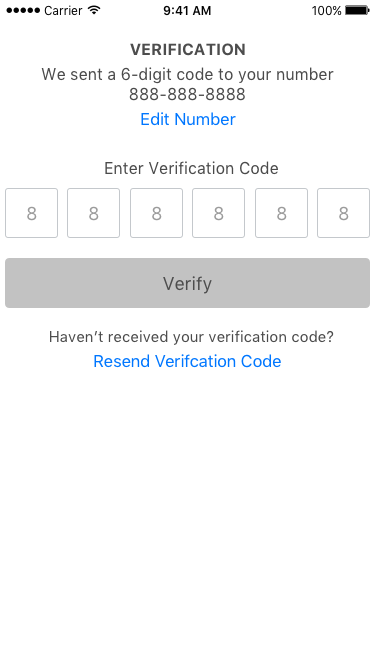 Carrier 9:41 AM 100%
VERIFICATION
We sent a 6-digit code to your number
888-888-8888
Edit Number
Enter Verification Code
8 8 8 8 8 8
Verify
Haven’t received your verification code?
Resend Verifcation Code